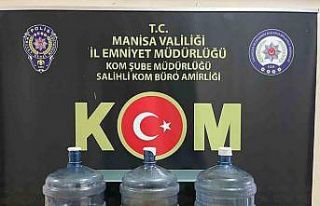 T.C.
MANİSA VALİLİĞİ
İL EMNİYET MÜDÜRLÜĞÜ
KOM ŞUBE MÜDÜRLÜĞÜ
SALİHLİ KOM BÜRO AMİRLİĞİ
POLİS
KOM